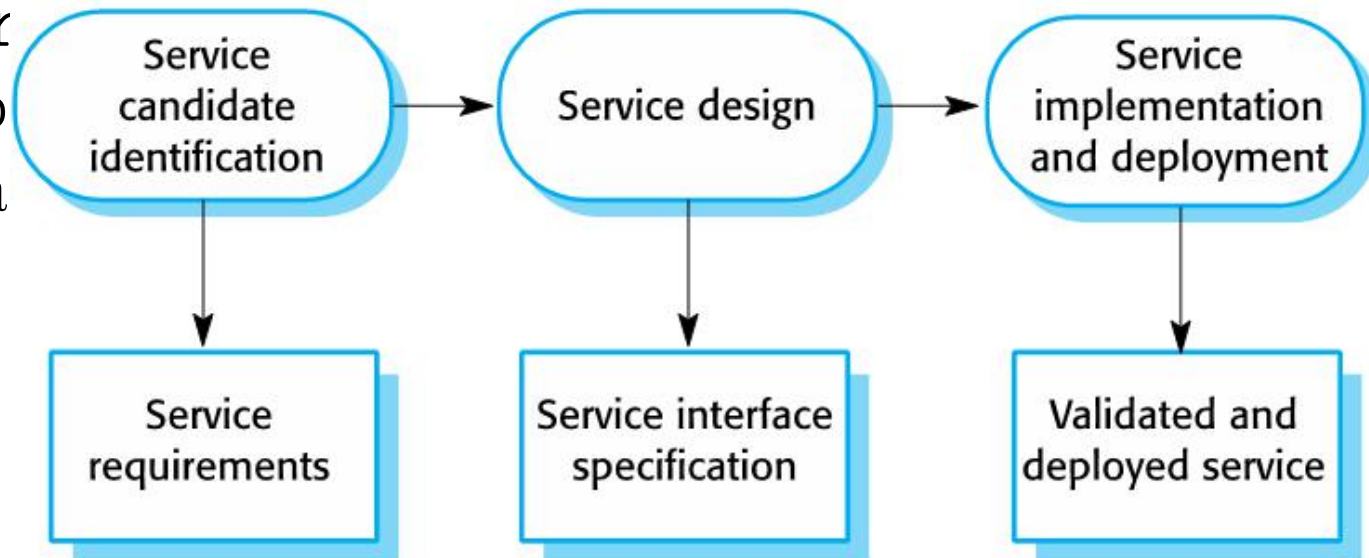 Service
candidate
identification
Service design
Service
implementation
and deployment
Service
requirements
Service interface
specification
Validated and
deployed service